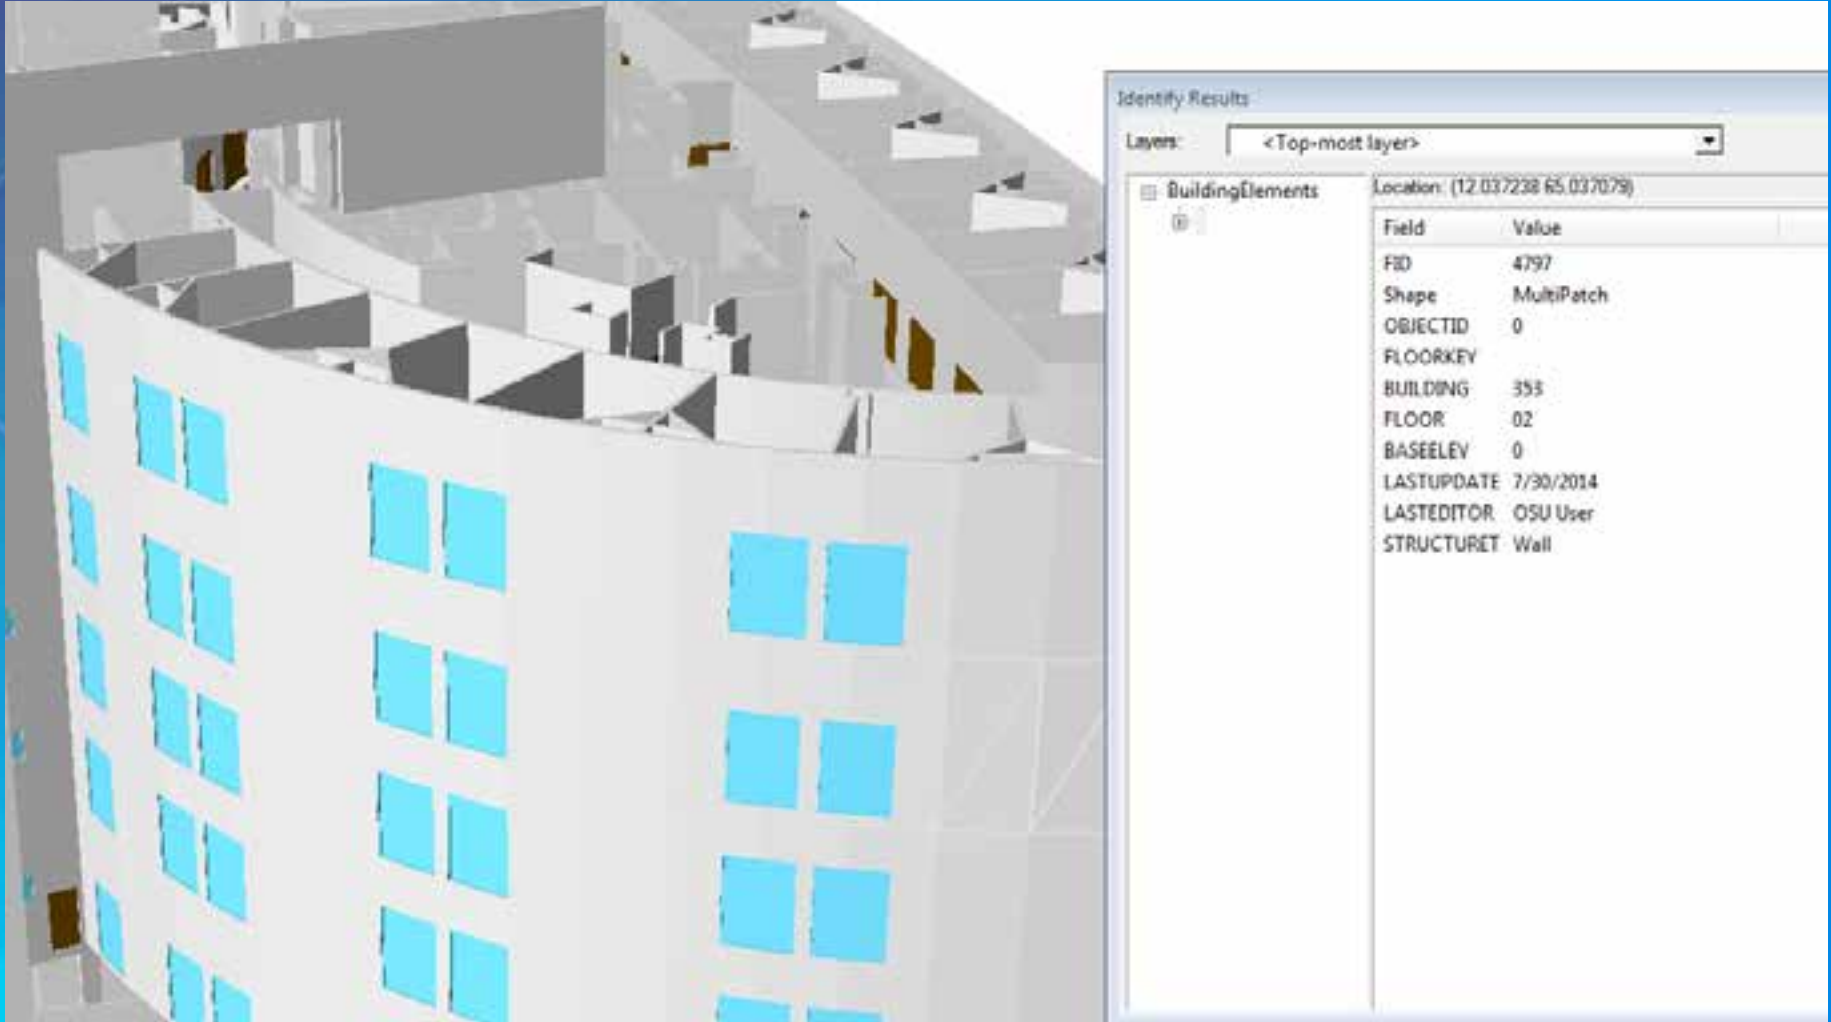 Identify Results
Layers: <Top-most layer>
BuildingElements
Location: (12.037238 65.037079)
Field Value
FID 4797
Shape MultiPatch
OBJECTID 0
FLOORKEY
BUILDING 353
FLOOR 02
BASEELEV 0
LASTUPDATE 7/30/2014
LASTEDITOR OSU User
STRUCTURET Wall